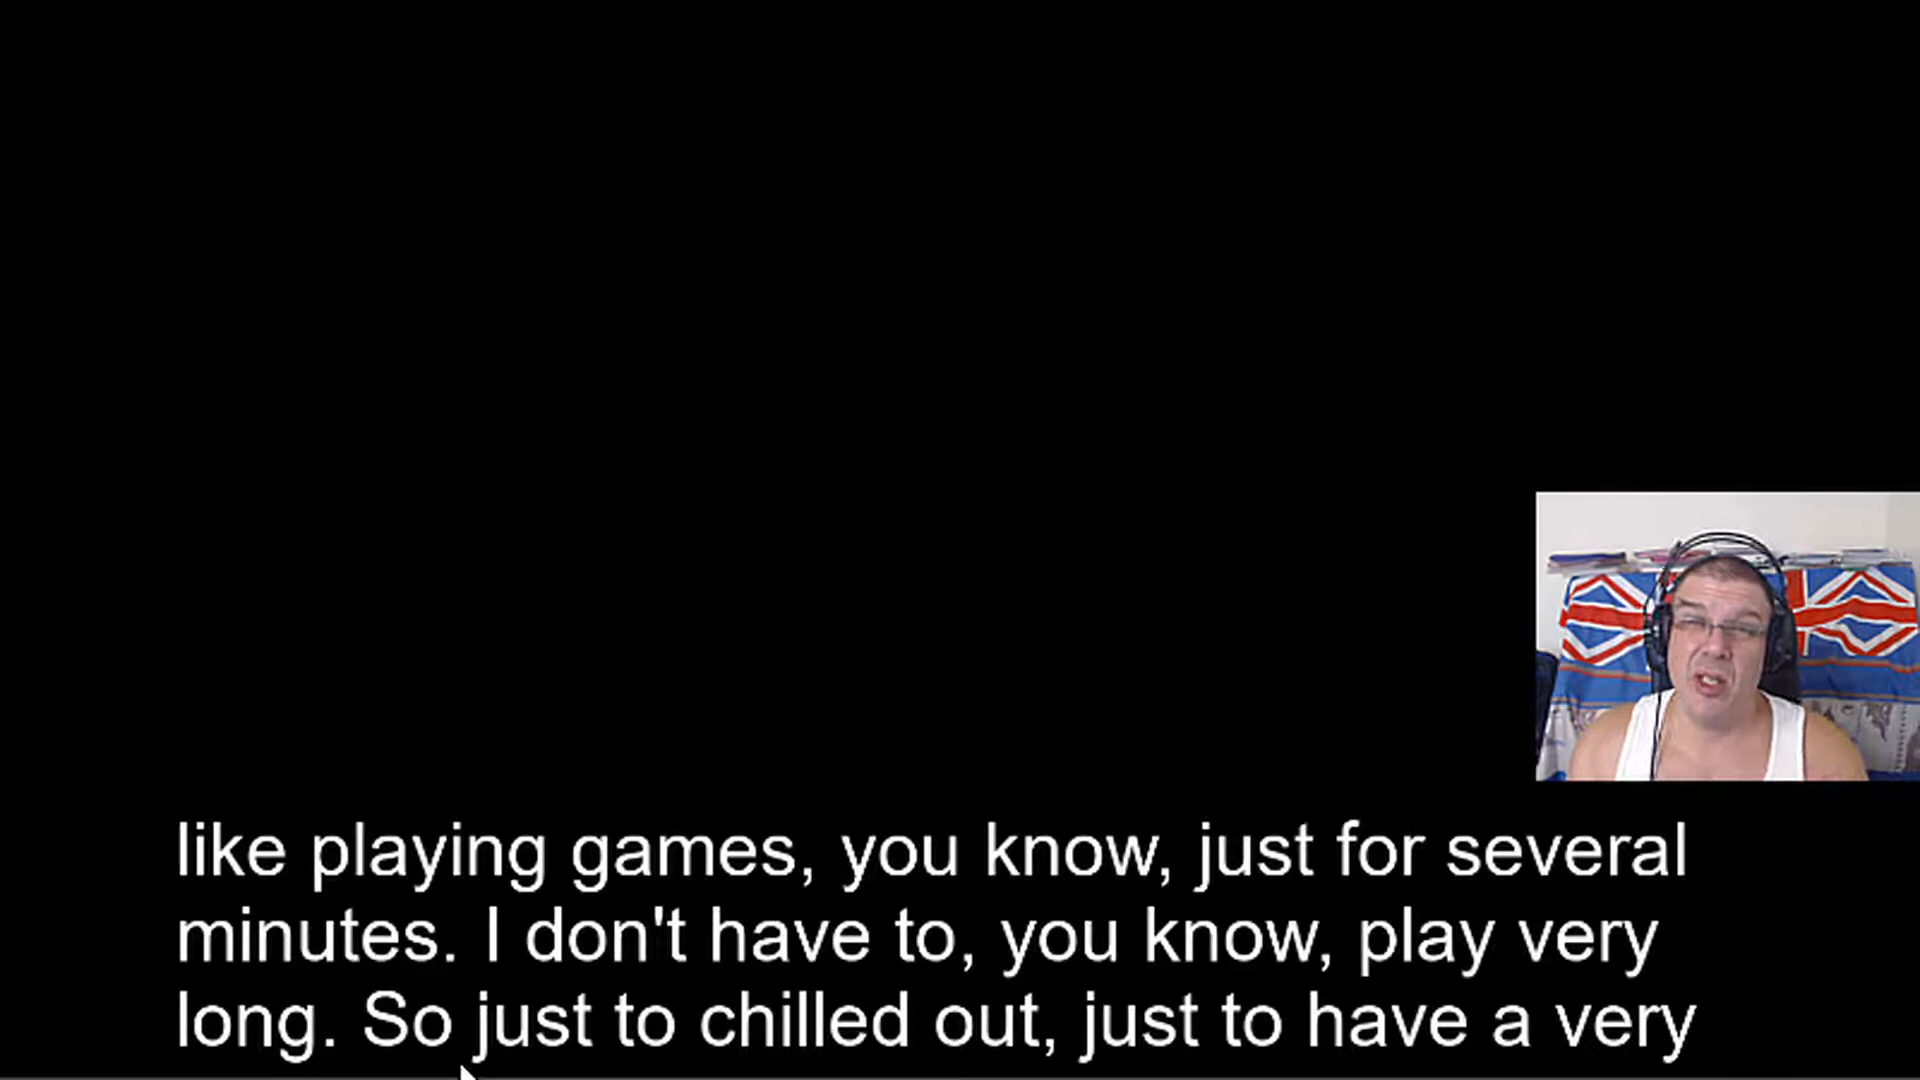 like playing games, you know, just for several
minutes. I don't have to, you know, play very
long. So just to chilled out, just to have a very